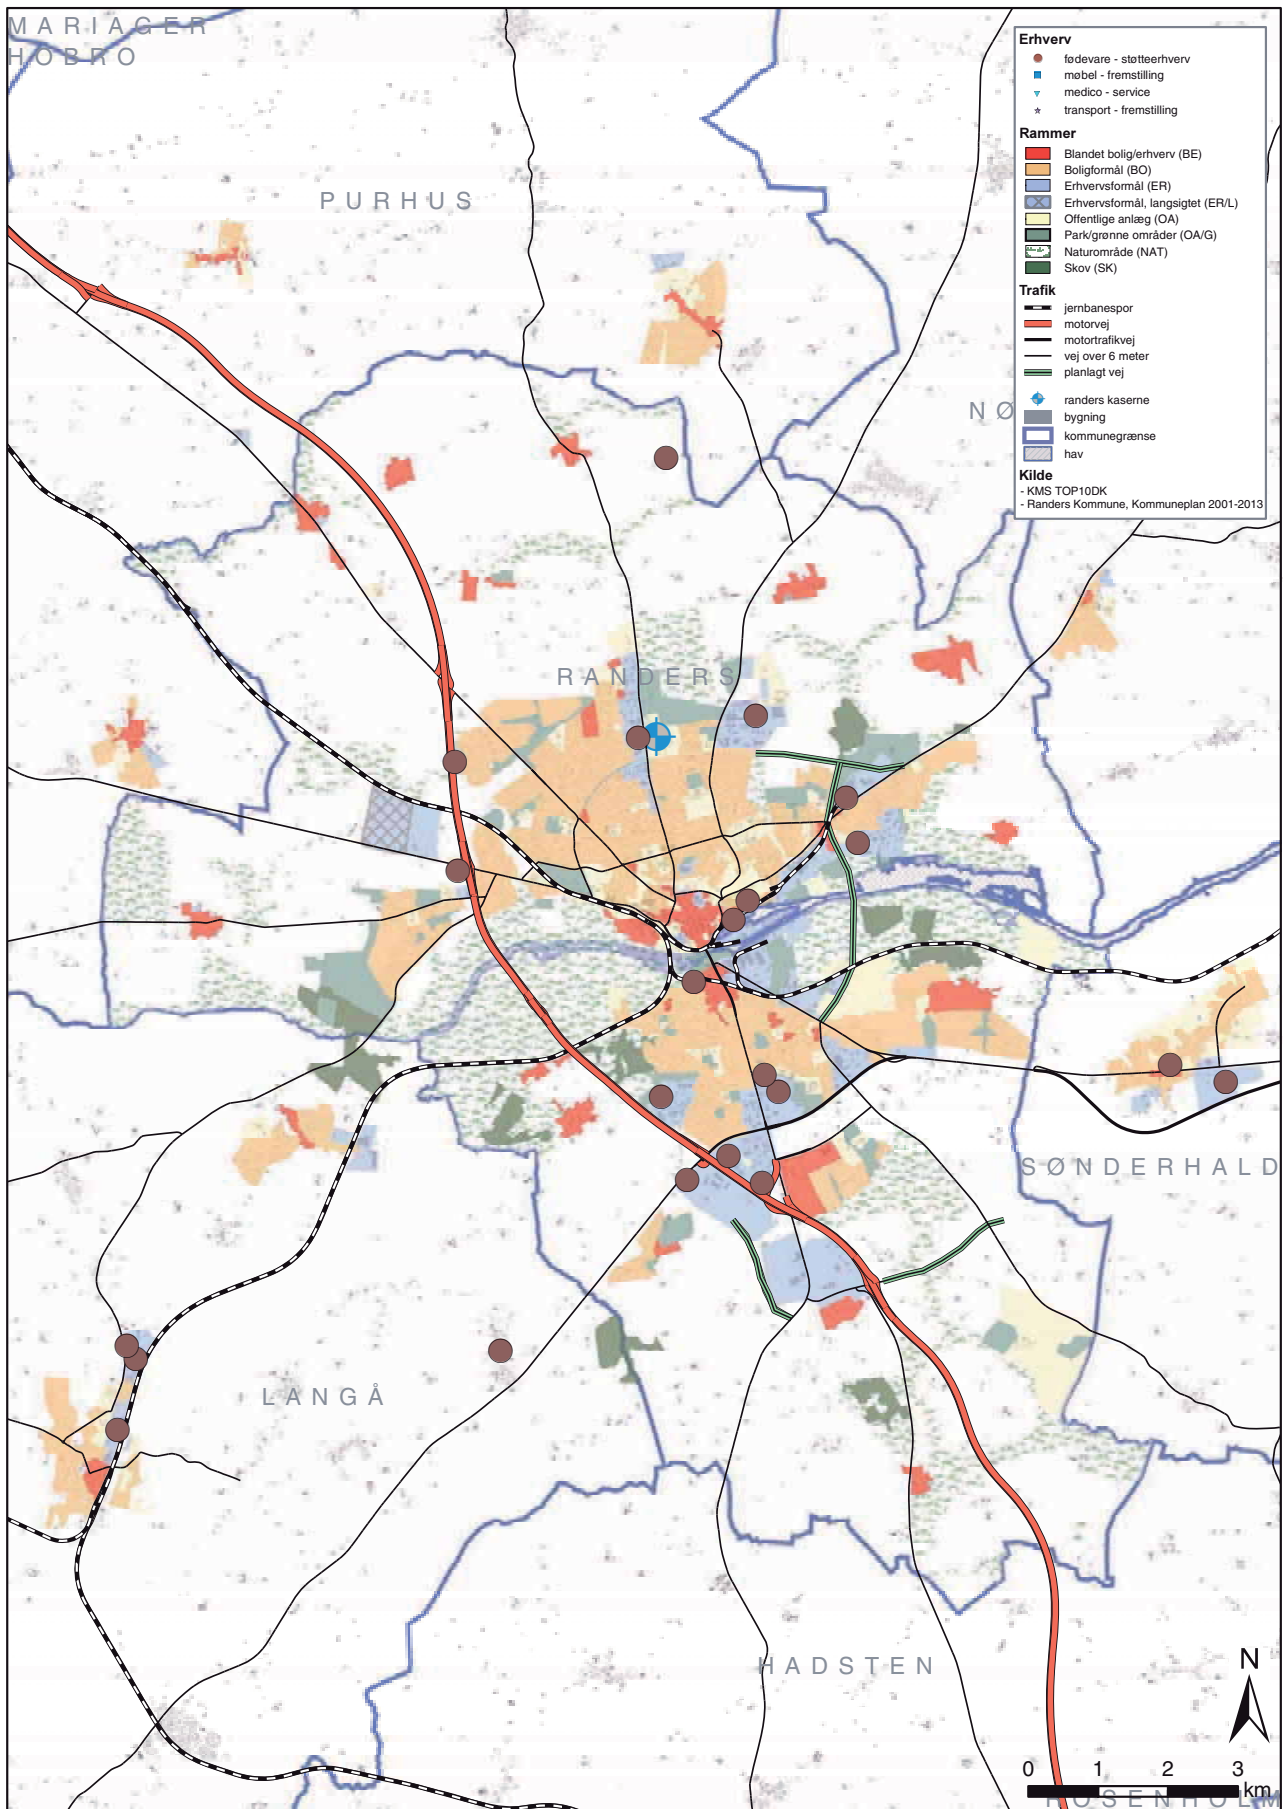 MARIAGER
HOBRO
PURHUS
NØ
RANDERS
SØNDERHALD
LANGÅ
HADSTEN
ROSENHOLM
Erhverv
fødevare - støtteerhverv
møbel - fremstilling
medico - service
transport - fremstilling
Rammer
Blandet bolig/erhverv (BE)
Boligformål (BO)
Erhvervsformål (ER)
Erhvervsformål, langsigtet (ER/L)
Offentlige anlæg (OA)
Park/grønne områder (OA/G)
Naturområde (NAT)
Skov (SK)
Trafik
jernbanespor
motorvej
motortrafikvej
vej over 6 meter
planlagt vej
randers kaserne
bygning
kommunegrænse
hav
Kilde
- KMS TOP10DK
- Randers Kommune, Kommuneplan 2001-2013
N
0 1 2 3
km